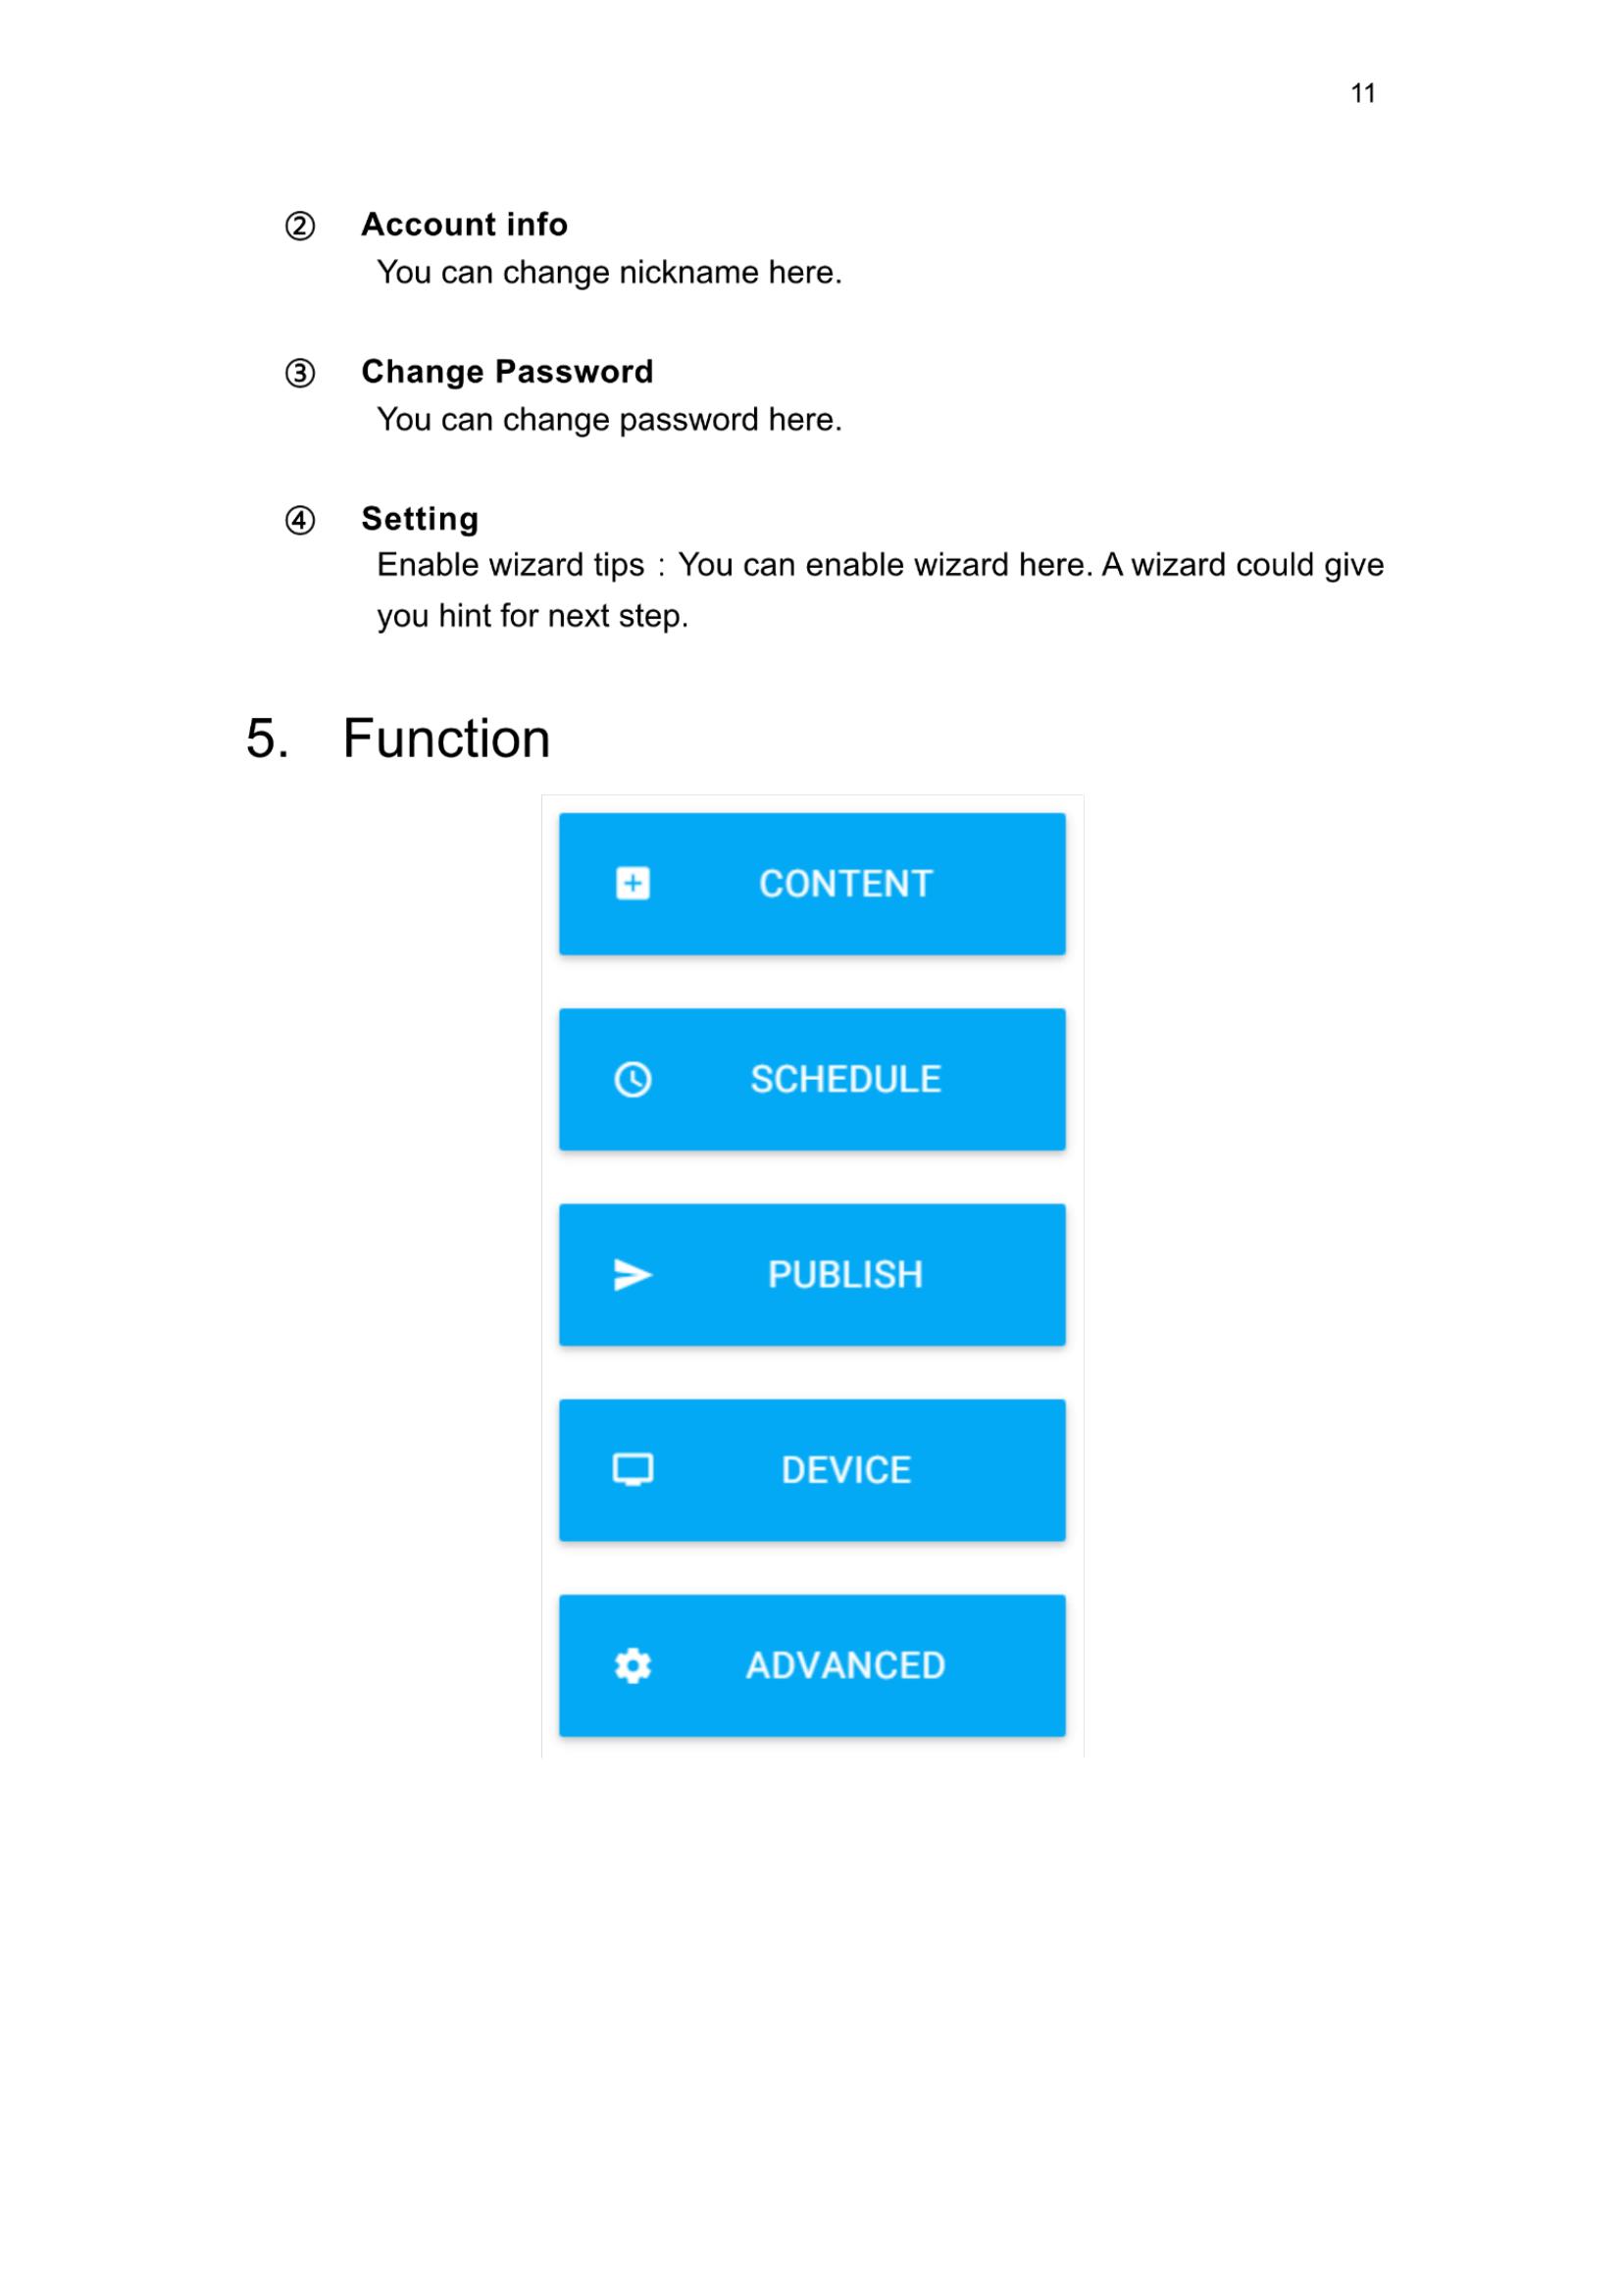 11
② Account info
You can change nickname here.
③ Change Password
You can change password here.
④ Setting
Enable wizard tips：You can enable wizard here. A wizard could give
you hint for next step.
5. Function
CONTENT
SCHEDULE
PUBLISH
DEVICE
ADVANCED